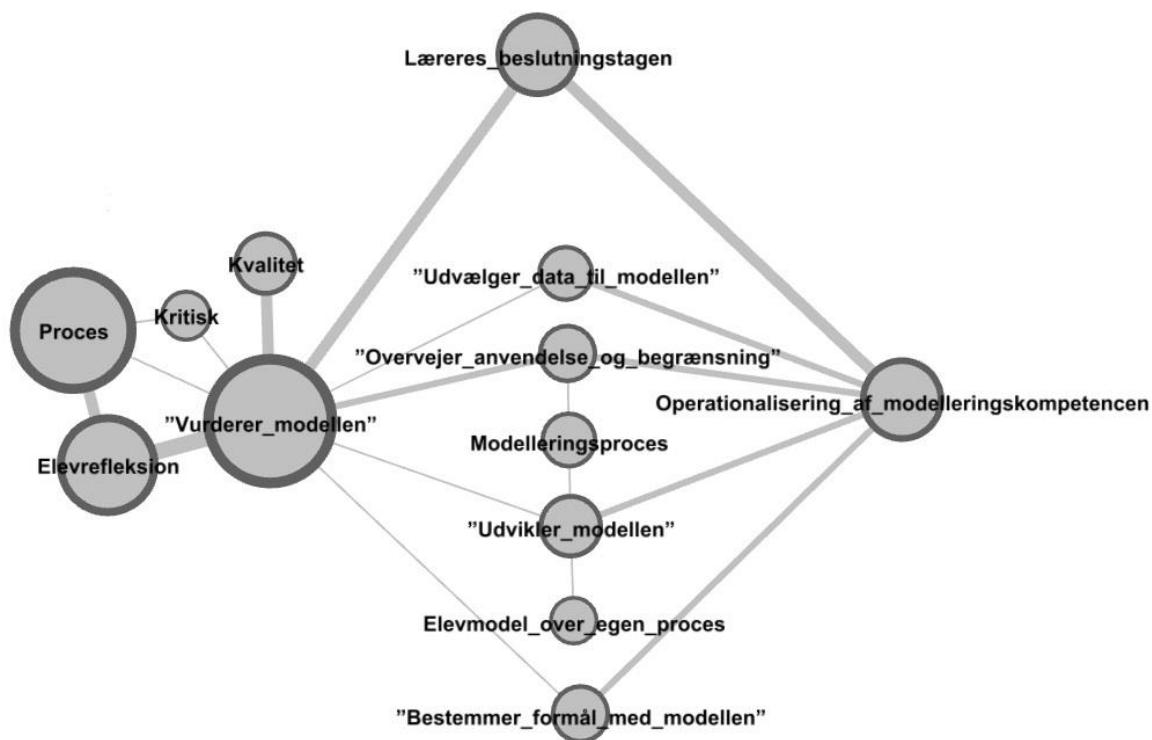 Læreres_beslutningstagen
Kvalitet
”Udvælger_data_til_modellen”
Kritisk
Proces
”Overvejer_anvendelse_og_begrænsning”
Operationalisering_af_modelleringskompetencen
”Vurderer_modellen”
Modelleringsproces
Elevrefleksion
”Udvikler_modellen”
Elevmodel_over_egen_proces
”Bestemmer_formål_med_modellen”